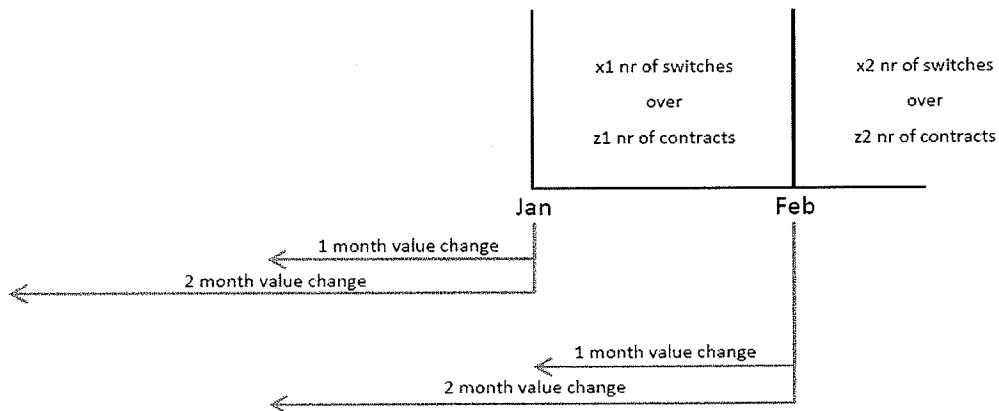 x1 nr of switches
over
z1 nr of contracts
x2 nr of switches
over
z2 nr of contracts
Jan
Feb
1 month value change
2 month value change
1 month value change
2 month value change